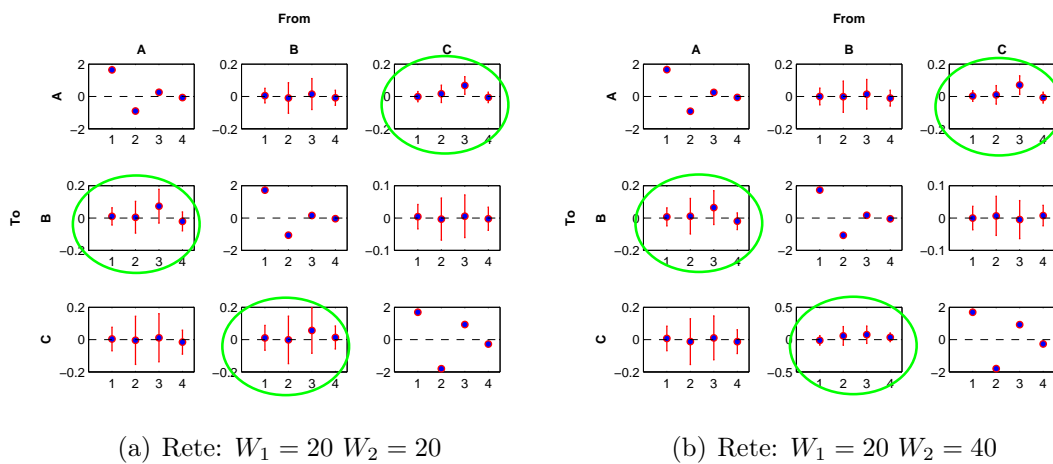 From
From
A B C
A B C
2 0.2 0.2
A 0 0 0
−2 −0.2 −0.2
1 2 3 4 1 2 3 4 1 2 3 4
2 0.2 0.2
A 0 0 0
−2 −0.2 −0.2
1 2 3 4 1 2 3 4 1 2 3 4
0.2 2 0.1
To B 0 0 0
−0.2 −2 −0.1
1 2 3 4 1 2 3 4 1 2 3 4
0.2 2 0.1
To B 0 0 0
−0.2 −2 −0.1
1 2 3 4 1 2 3 4 1 2 3 4
0.2 0.2 2
C 0 0 0
−0.2 −0.2 −2
1 2 3 4 1 2 3 4 1 2 3 4
0.2 0.5 2
C 0 0 0
−0.2 −0.5 −2
1 2 3 4 1 2 3 4 1 2 3 4
(a) Rete: W₁ = 20 W₂ = 20
(b) Rete: W₁ = 20 W₂ = 40